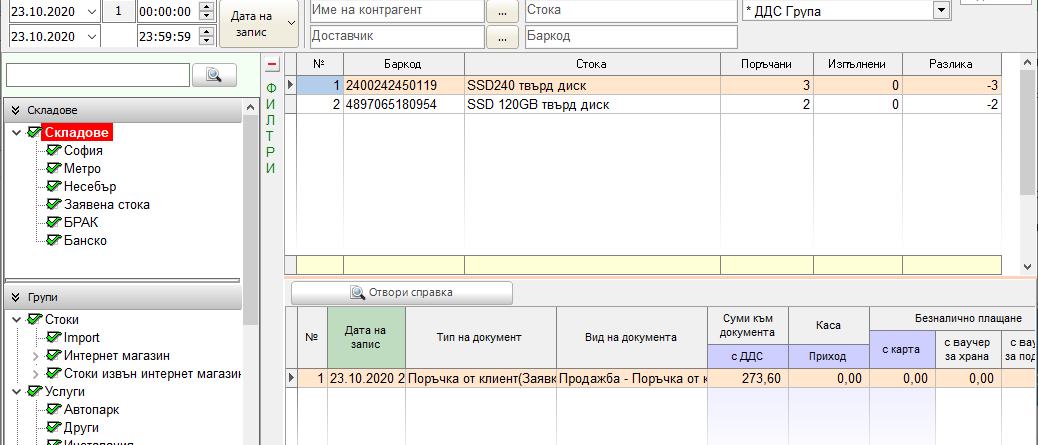 23.10.2020 1 00:00:00 Дата на запис Име на контрагент ... Стока * ДДС Група
23.10.2020 23:59:59 Доставчик ... Баркод
ФИЛТРИ
Складове
Складове
София
Метро
Несебър
Заявена стока
БРАК
Банско
Групи
Стоки
Import
Интернет магазин
Стоки извън интернет магазин
Услуги
Автопарк
Други
Инсталация
№ Баркод Стока Поръчани Изпълнени Разлика
1 2400242450119 SSD240 твърд диск 3 0 -3
2 4897065180954 SSD 120GB твърд диск 2 0 -2
Отвори справка
№ Дата на запис Тип на документ Вид на документа Суми към документа Каса Безналично плащане
с ДДС Приход с карта с ваучер за храна с вау за под
1 23.10.2020 2 Поръчка от клиент(Заявк Продажба - Поръчка от к 273,60 0,00 0,00 0,00